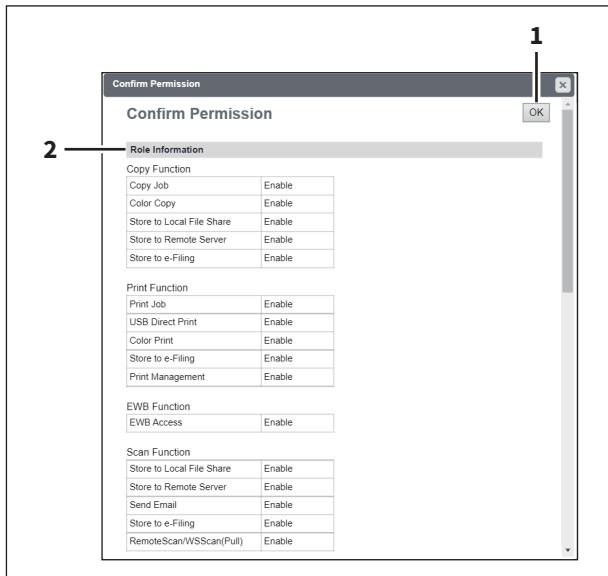 1
Confirm Permission
Confirm Permission
OK
2
Role Information
Copy Function
Copy Job Enable
Color Copy Enable
Store to Local File Share Enable
Store to Remote Server Enable
Store to e-Filing Enable
Print Function
Print Job Enable
USB Direct Print Enable
Color Print Enable
Store to e-Filing Enable
Print Management Enable
EWB Function
EWB Access Enable
Scan Function
Store to Local File Share Enable
Store to Remote Server Enable
Send Email Enable
Store to e-Filing Enable
RemoteScan/WSScan(Pull) Enable